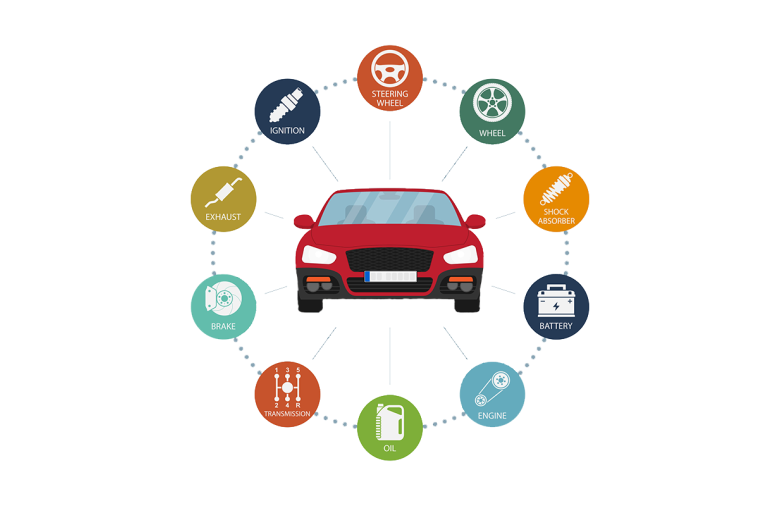 STEERING
WHEEL
WHEEL
SHOCK
ABSORBER
BATTERY
ENGINE
OIL
1 3 5
2 4 R
TRANSMISSION
BRAKE
EXHAUST
IGNITION